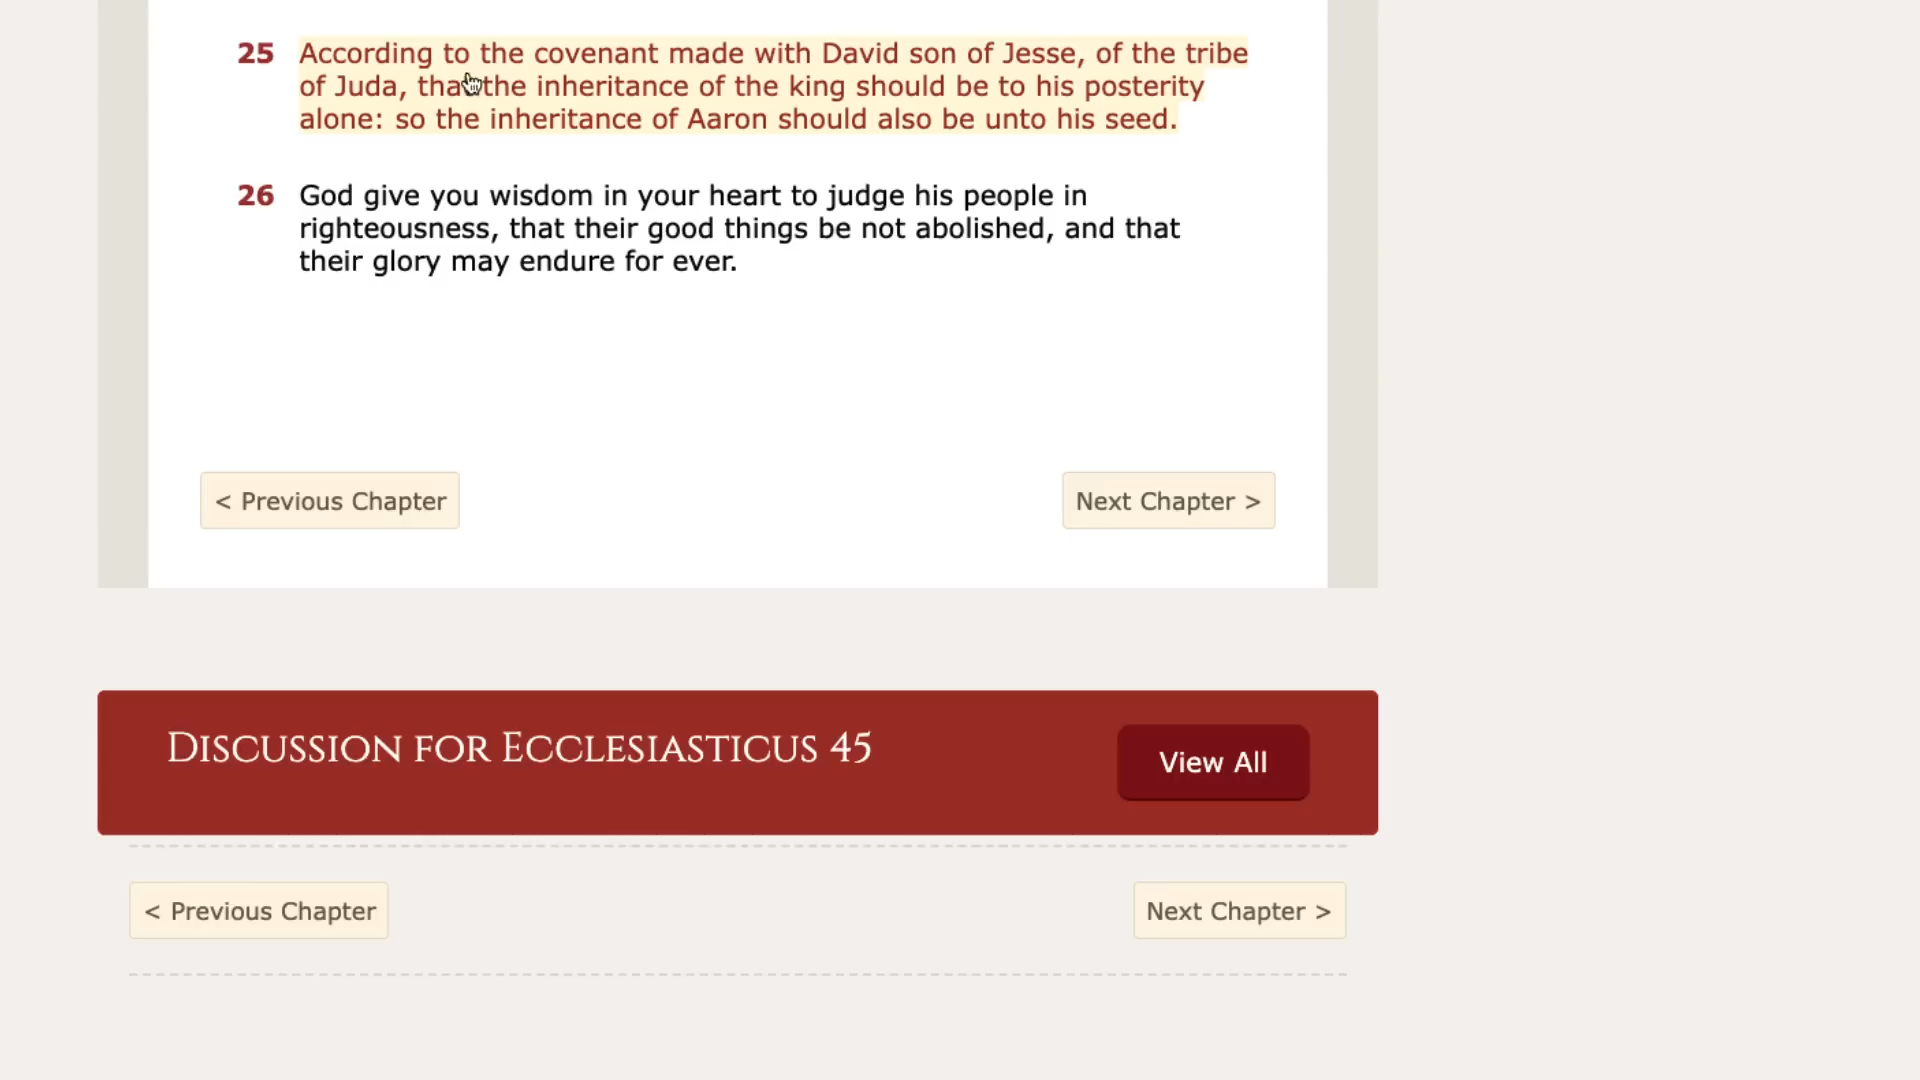 25 According to the covenant made with David son of Jesse, of the tribe
of Juda, that the inheritance of the king should be to his posterity
alone: so the inheritance of Aaron should also be unto his seed.
26 God give you wisdom in your heart to judge his people in
righteousness, that their good things be not abolished, and that
their glory may endure for ever.
< Previous Chapter
Next Chapter >
Discussion for Ecclesiasticus 45
View All
< Previous Chapter
Next Chapter >